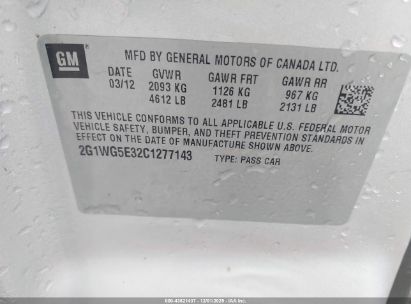 GM
MFD BY GENERAL MOTORS OF CANADA LTD.
DATE GVWR GAWR FRT GAWR RR
03/12 2093 KG 1126 KG 967 KG
4612 LB 2481 LB 2131 LB
THIS VEHICLE CONFORMS TO ALL APPLICABLE U.S. FEDERAL MOTOR
VEHICLE SAFETY, BUMPER, AND THEFT PREVENTION STANDARDS IN
EFFECT ON THE DATE OF MANUFACTURE SHOWN ABOVE.
2G1WG5E32C1277143 TYPE: PASS CAR